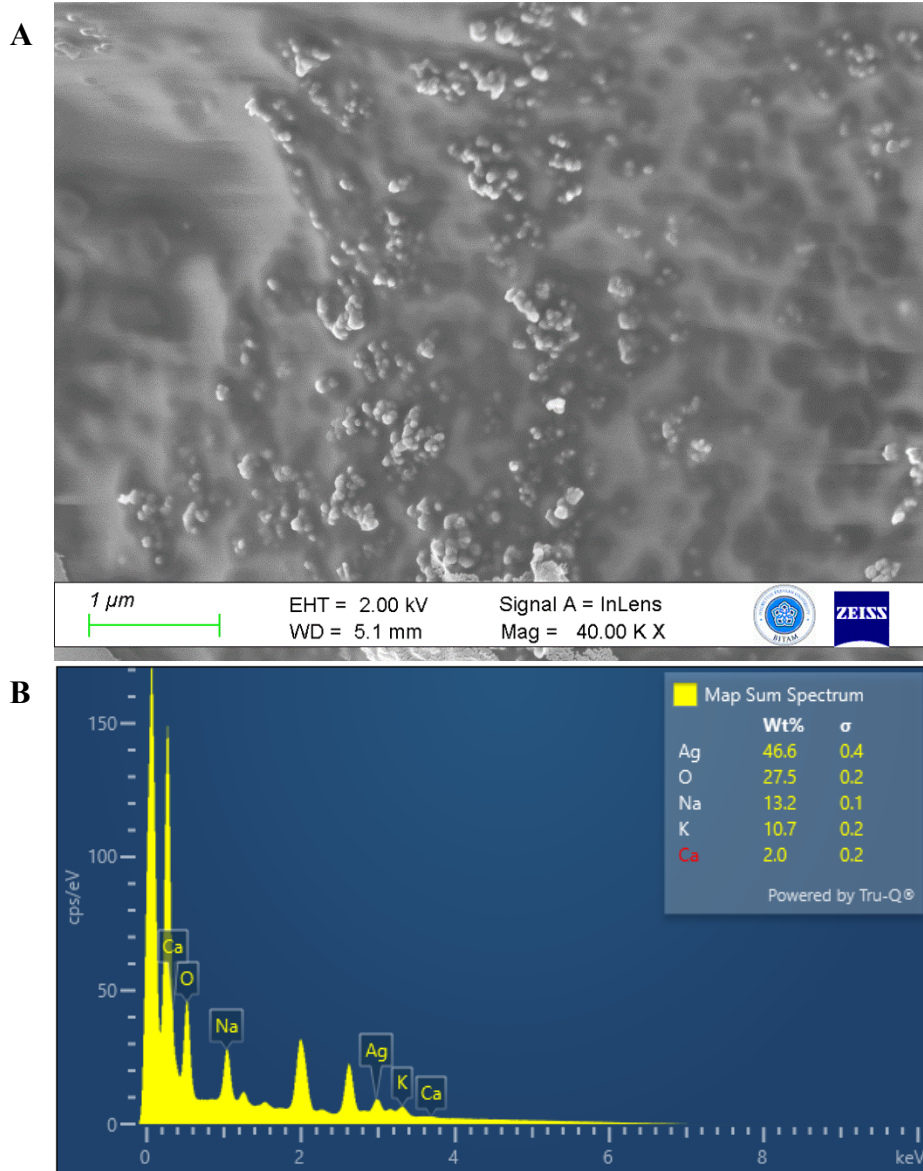 A
1 µm
EHT = 2.00 kV
WD = 5.1 mm
Signal A = InLens
Mag = 40.00 K X
BITAM
ZEISS
B
Map Sum Spectrum
Wt% σ
Ag 46.6 0.4
O 27.5 0.2
Na 13.2 0.1
K 10.7 0.2
Ca 2.0 0.2
Powered by Tru-Q®
cps/eV
150
100
50
0
Ca
O
Na
Ag
K
Ca
0 2 4 6 8 keV